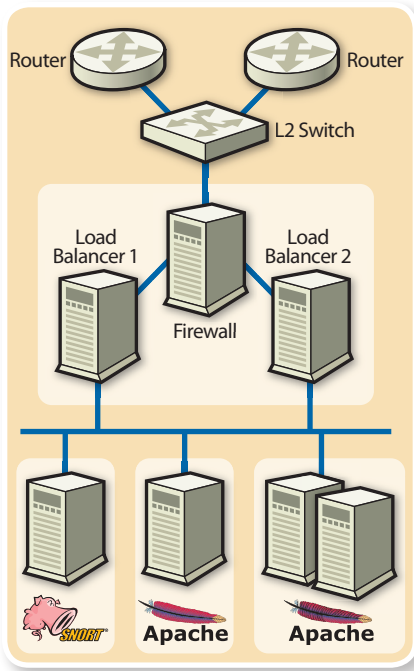 Router
Router
L2 Switch
Load
Balancer 1
Load
Balancer 2
Firewall
SNORT
Apache
Apache